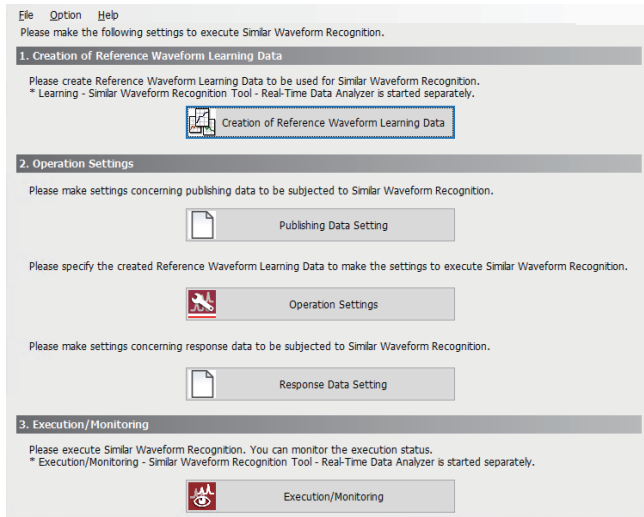 File Option Help
Please make the following settings to execute Similar Waveform Recognition.
1. Creation of Reference Waveform Learning Data
Please create Reference Waveform Learning Data to be used for Similar Waveform Recognition.
* Learning - Similar Waveform Recognition Tool - Real-Time Data Analyzer is started separately.
Creation of Reference Waveform Learning Data
2. Operation Settings
Please make settings concerning publishing data to be subjected to Similar Waveform Recognition.
Publishing Data Setting
Please specify the created Reference Waveform Learning Data to make the settings to execute Similar Waveform Recognition.
Operation Settings
Please make settings concerning response data to be subjected to Similar Waveform Recognition.
Response Data Setting
3. Execution/Monitoring
Please execute Similar Waveform Recognition. You can monitor the execution status.
* Execution/Monitoring - Similar Waveform Recognition Tool - Real-Time Data Analyzer is started separately.
Execution/Monitoring